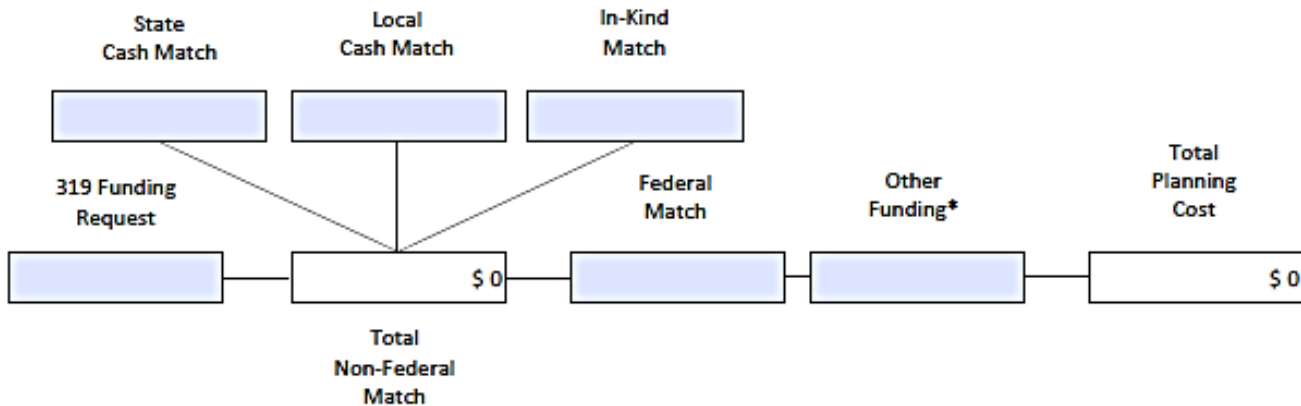 State
Cash Match
Local
Cash Match
In-Kind
Match
319 Funding
Request
Federal
Match
Other
Funding*
Total
Planning
Cost
$ 0
$ 0
Total
Non-Federal
Match